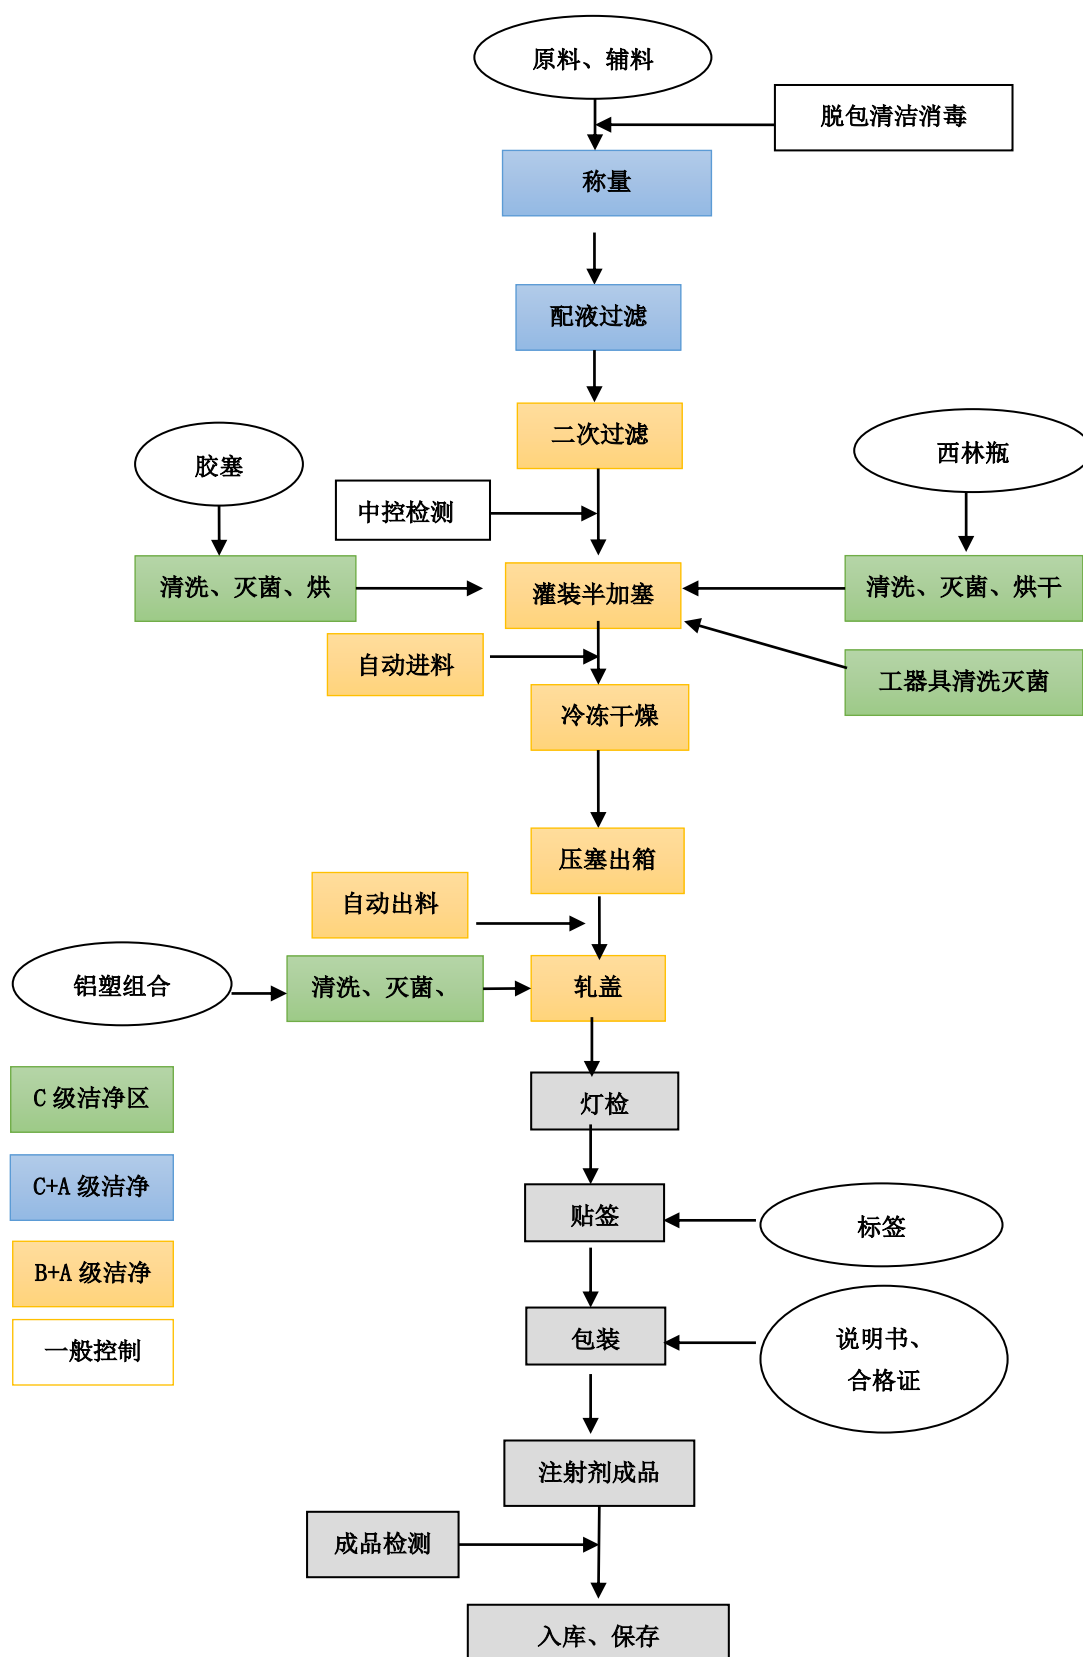 原料、辅料
脱包清洁消毒
称量
配液过滤
二次过滤
胶塞
西林瓶
中控检测
清洗、灭菌、烘
灌装半加塞
清洗、灭菌、烘干
自动进料
工器具清洗灭菌
冷冻干燥
压塞出箱
自动出料
铝塑组合
清洗、灭菌、
轧盖
C 级洁净区
灯检
C+A 级洁净
贴签
标签
B+A 级洁净
一般控制
包装
说明书、
合格证
注射剂成品
成品检测
入库、保存